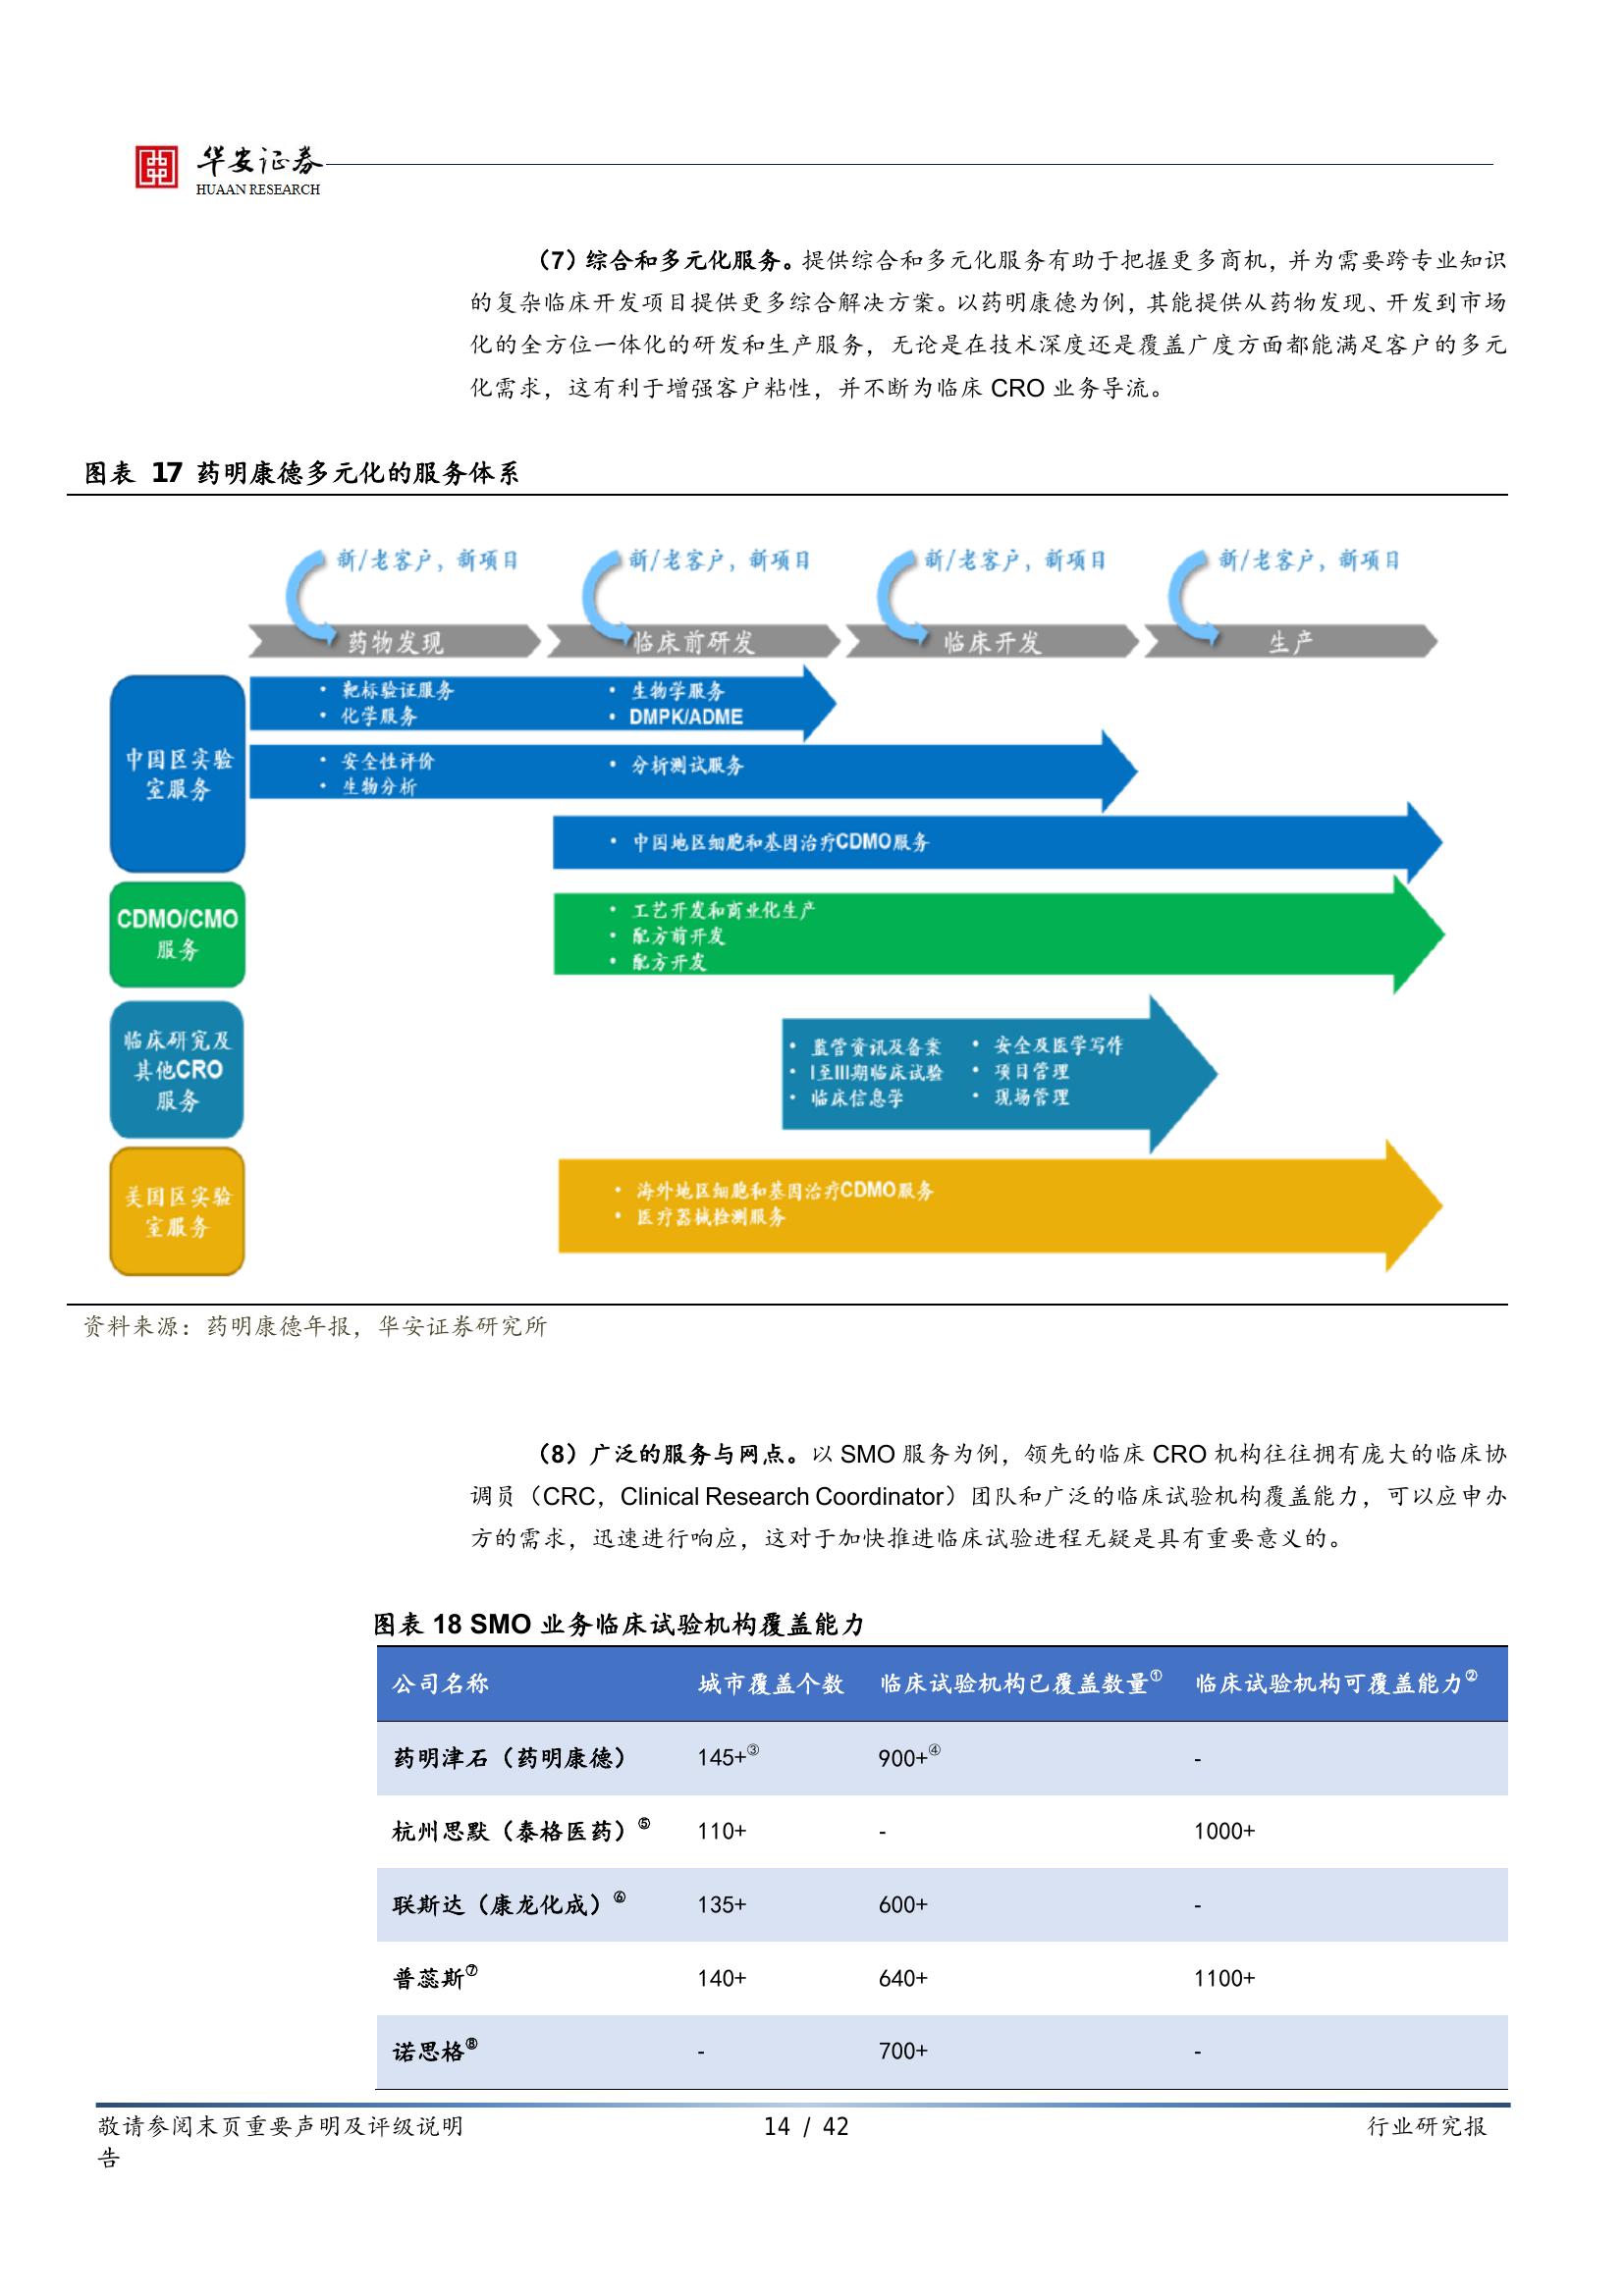 华安证券
HUAAN RESEARCH
（7）综合和多元化服务。提供综合和多元化服务有助于把握更多商机，并为需要跨专业知识
的复杂临床开发项目提供更多综合解决方案。以药明康德为例，其能提供从药物发现、开发到市场
化的全方位一体化的研发和生产服务，无论是在技术深度还是覆盖广度方面都能满足客户的多元
化需求，这有利于增强客户粘性，并不断为临床 CRO 业务导流。
图表 17 药明康德多元化的服务体系
新/老客户，新项目 新/老客户，新项目 新/老客户，新项目 新/老客户，新项目
药物发现 临床前研发 临床开发 生产
中国区实验
室服务
• 靶标验证服务 • 生物学服务
• 化学服务 • DMPK/ADME
• 安全性评价 • 分析测试服务
• 生物分析
• 中国地区细胞和基因治疗CDMO服务
CDMO/CMO
服务
• 工艺开发和商业化生产
• 配方前开发
• 配方开发
临床研究及
其他CRO
服务
• 监管资讯及备案 • 安全及医学写作
• I至III期临床试验 • 项目管理
• 临床信息学 • 现场管理
美国区实验
室服务
• 海外地区细胞和基因治疗CDMO服务
• 医疗器械检测服务
资料来源：药明康德年报，华安证券研究所
（8）广泛的服务与网点。以 SMO 服务为例，领先的临床 CRO 机构往往拥有庞大的临床协
调员（CRC，Clinical Research Coordinator）团队和广泛的临床试验机构覆盖能力，可以应申办
方的需求，迅速进行响应，这对于加快推进临床试验进程无疑是具有重要意义的。
图表 18 SMO 业务临床试验机构覆盖能力
公司名称 城市覆盖个数 临床试验机构已覆盖数量① 临床试验机构可覆盖能力②
药明津石（药明康德） 145+③ 900+④ -
杭州思默（泰格医药）⑤ 110+ - 1000+
联斯达（康龙化成）⑥ 135+ 600+ -
普蕊斯⑦ 140+ 640+ 1100+
诺思格⑧ - 700+ -
敬请参阅末页重要声明及评级说明 14 / 42 行业研究报
告